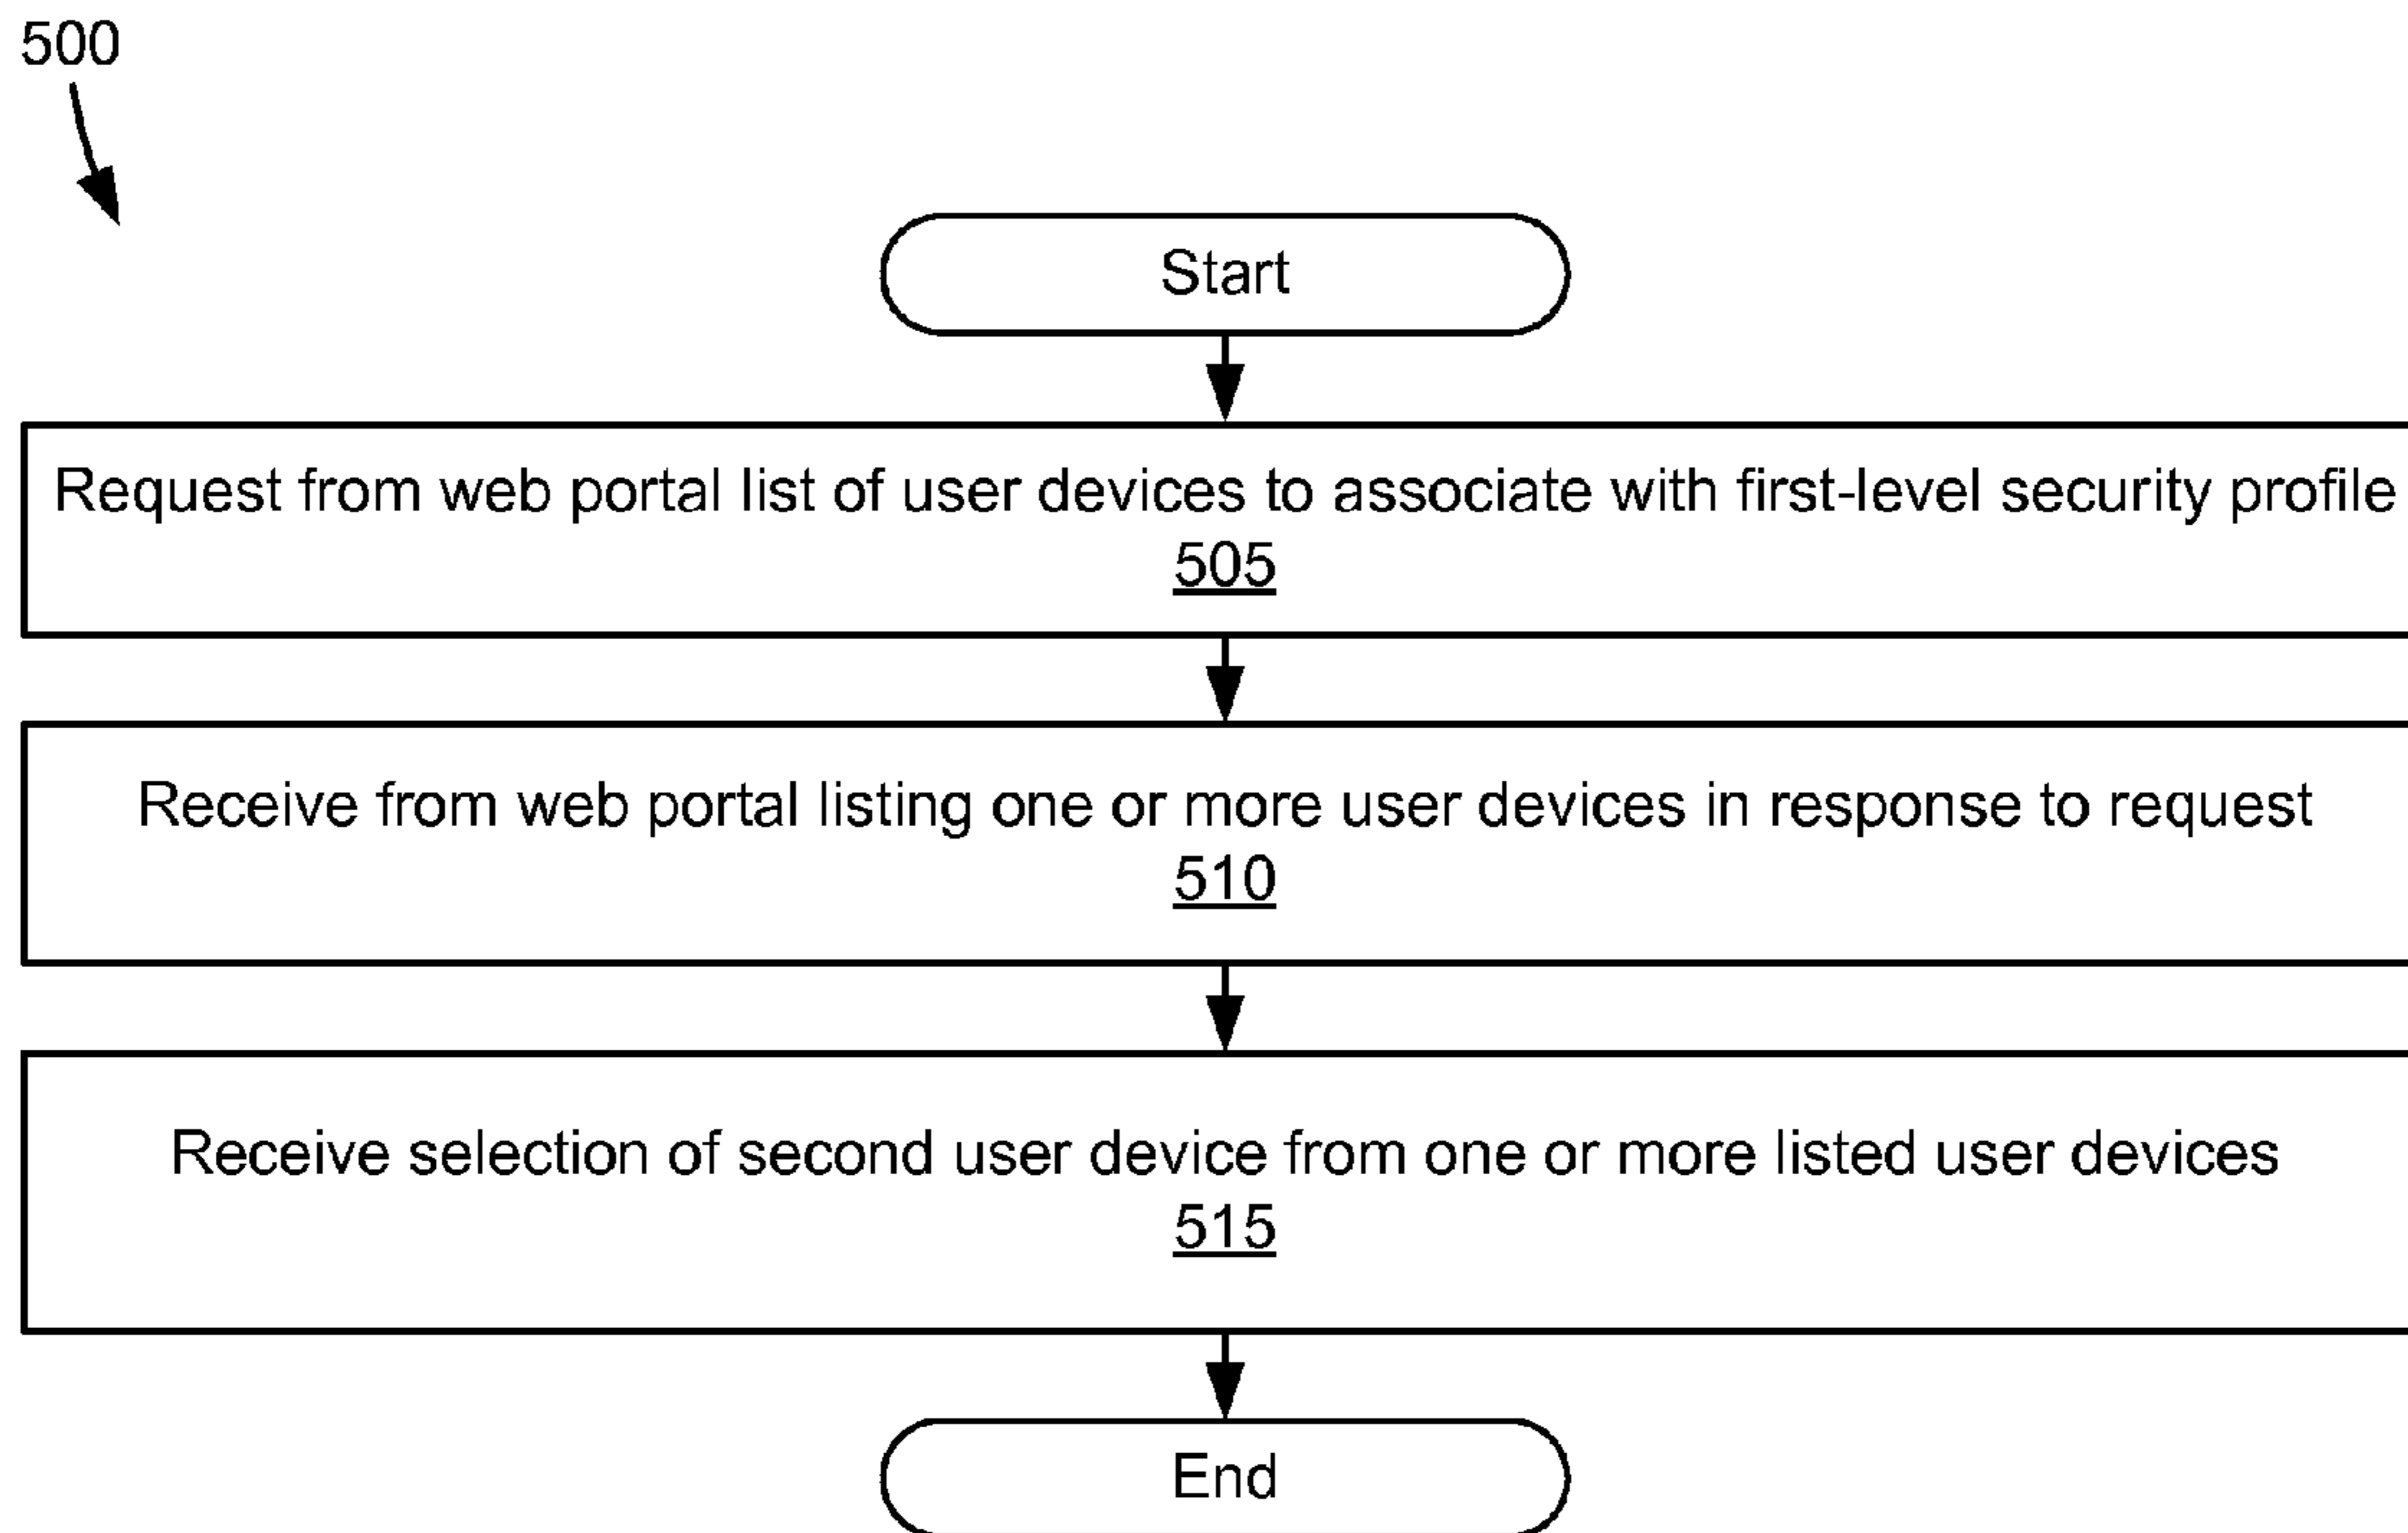 500
Start
Request from web portal list of user devices to associate with first-level security profile
505
Receive from web portal listing one or more user devices in response to request
510
Receive selection of second user device from one or more listed user devices
515
End